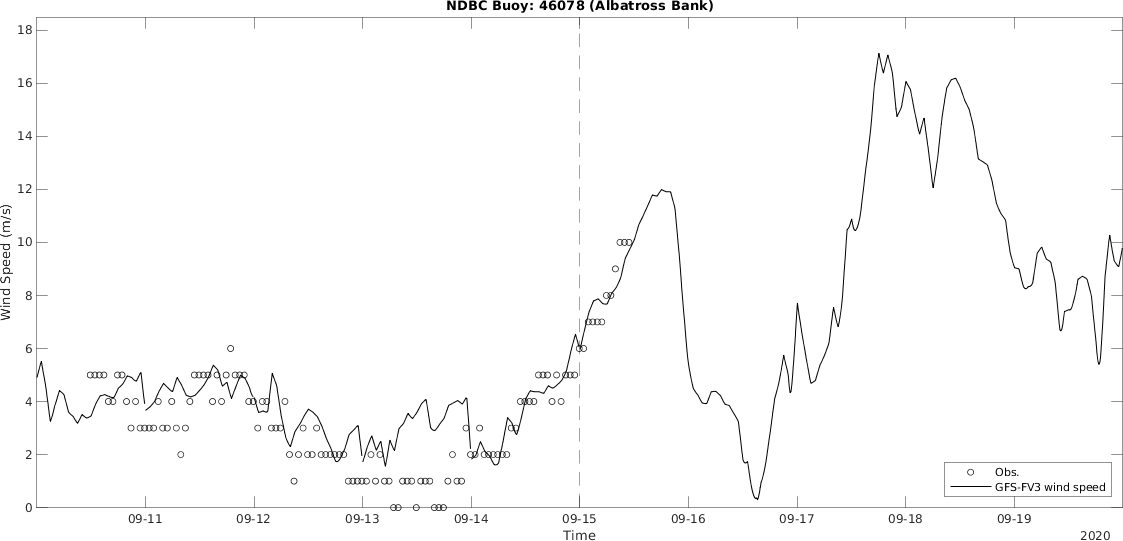 NDBC Buoy: 46078 (Albatross Bank)
18
16
14
12
10
8
6
4
2
0
Wind Speed (m/s)
09-11 09-12 09-13 09-14 09-15 09-16 09-17 09-18 09-19
Time
2020
Obs.
GFS-FV3 wind speed